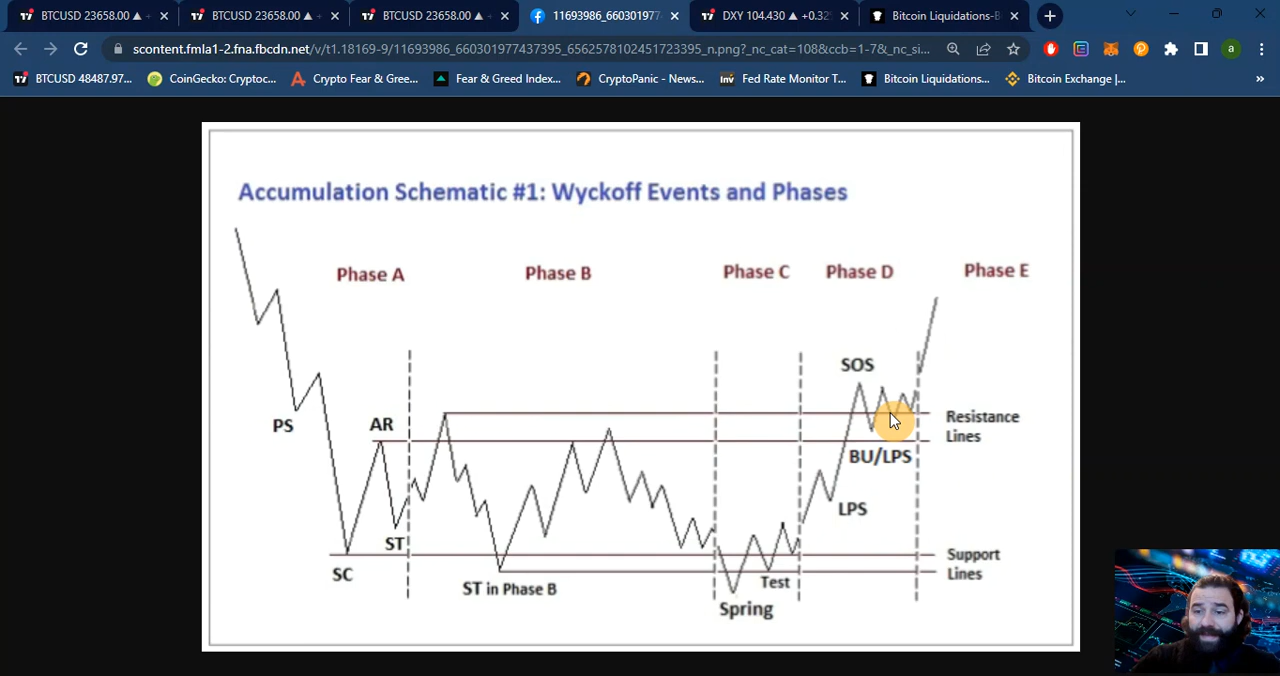 BTCUSD 23658.00 ▲
BTCUSD 23658.00 ▲
BTCUSD 23658.00 ▲
11693986_6603019774
DXY 104.430 ▲ +0.32
Bitcoin Liquidations-B
scontent.fmla1-2.fna.fbcdn.net/v/t1.18169-9/11693986_660301977437395_6562578102451723395_n.png?_nc_cat=108&ccb=1-7&_nc_si...
a
BTCUSD 48487.97...
CoinGecko: Cryptoc...
Crypto Fear & Gree...
Fear & Greed Index...
CryptoPanic - News...
Inv
Fed Rate Monitor T...
Bitcoin Liquidations...
Bitcoin Exchange |...
»
Accumulation Schematic #1: Wyckoff Events and Phases
Phase A
Phase B
Phase C
Phase D
Phase E
SOS
PS
AR
Resistance
Lines
BU/LPS
LPS
ST
SC
ST in Phase B
Test
Spring
Support
Lines